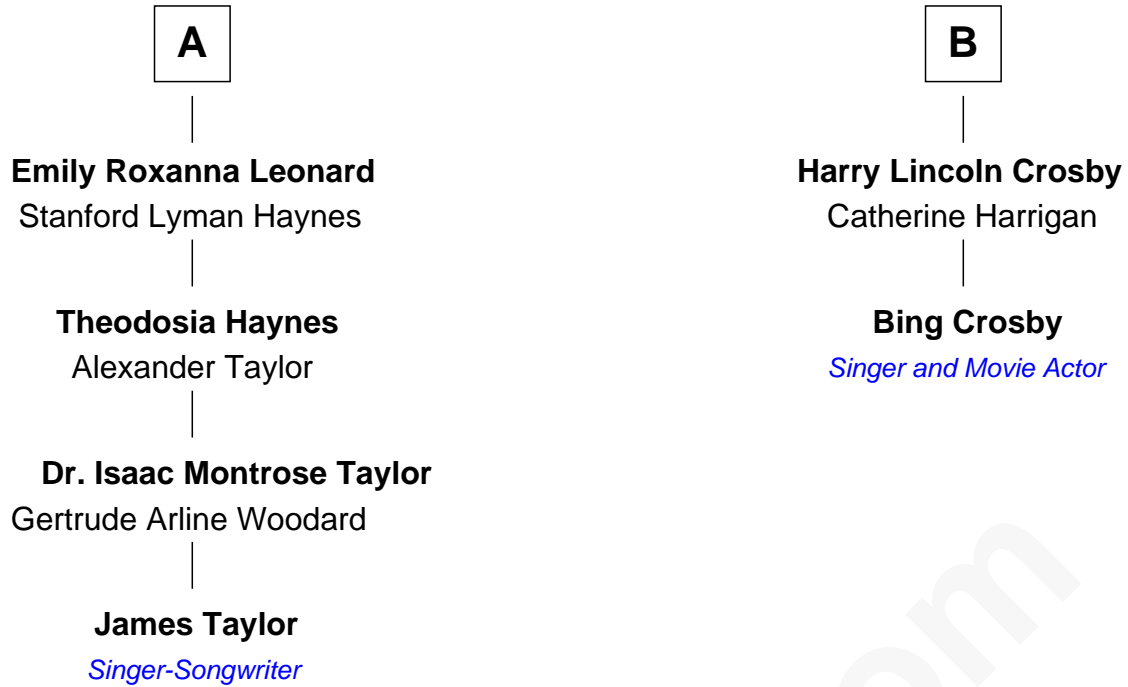 A
Emily Roxanna Leonard
Stanford Lyman Haynes
Theodosia Haynes
Alexander Taylor
Dr. Isaac Montrose Taylor
Gertrude Arline Woodard
James Taylor
Singer-Songwriter
B
Harry Lincoln Crosby
Catherine Harrigan
Bing Crosby
Singer and Movie Actor
om